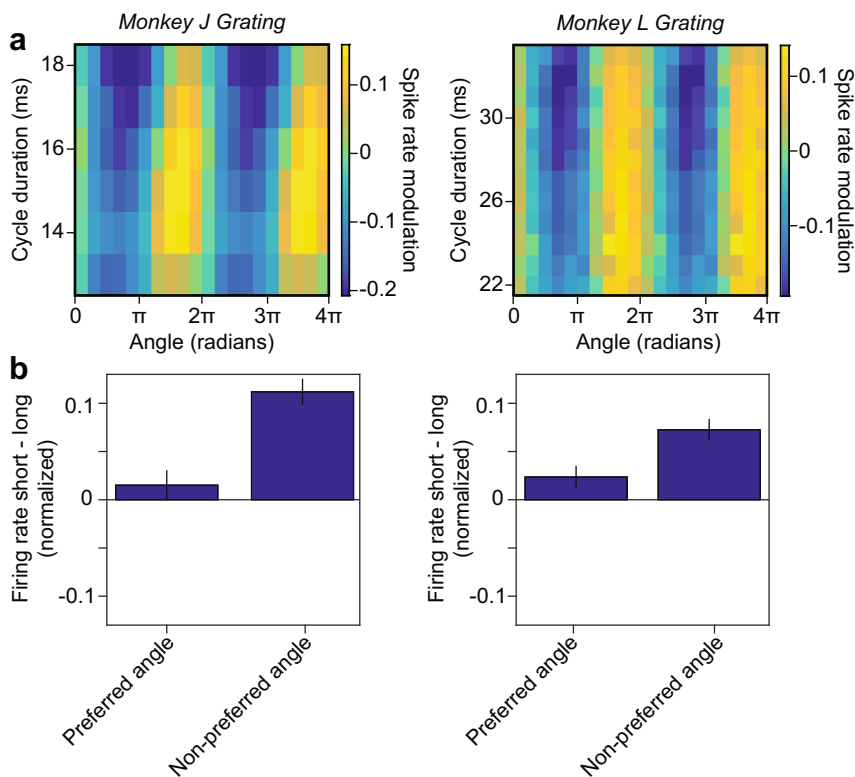 a
Monkey J Grating
Monkey L Grating
Cycle duration (ms)
18
16
14
0
π
2π
3π
4π
Angle (radians)
0.1
0
-0.1
-0.2
Spike rate modulation
Cycle duration (ms)
30
26
22
0
π
2π
3π
4π
Angle (radians)
0.1
0
-0.1
Spike rate modulation
b
Firing rate short - long
(normalized)
0.1
0
-0.1
Preferred angle
Non-preferred angle
Firing rate short - long
(normalized)
0.1
0
-0.1
Preferred angle
Non-preferred angle